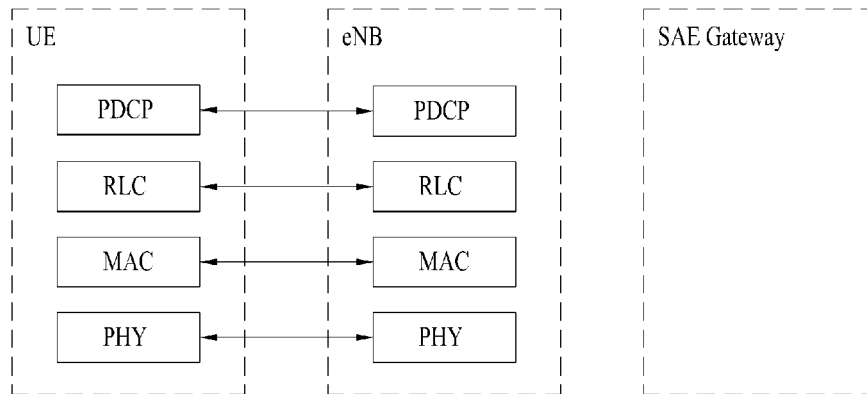 UE eNB SAE Gateway
PDCP PDCP
RLC RLC
MAC MAC
PHY PHY